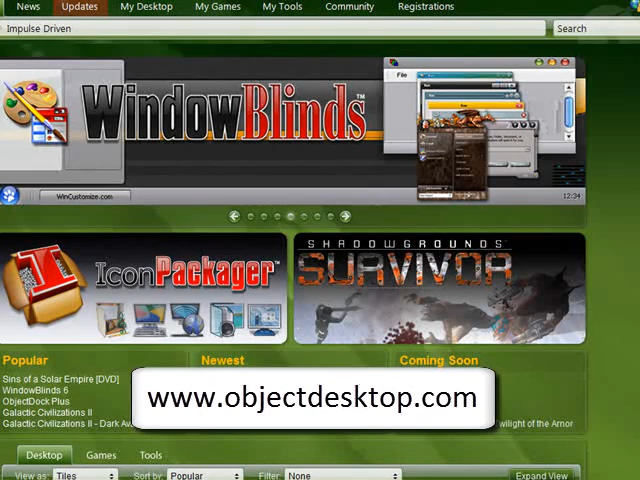 News Updates My Desktop My Games My Tools Community Registrations
Impulse Driven Search
File
WindowBlinds™
WinCustomize.com 12:34
IconPackager™
SHADOWGROUNDS
SURVIVOR
Popular Newest Coming Soon
Sins of a Solar Empire [DVD]
WindowBlinds 6
ObjectDock Plus
Galactic Civilizations II
Galactic Civilizations II - Dark Av wilight of the Arnor
www.objectdesktop.com
Desktop Games Tools
View as: Tiles Sort by: Popular Filter: None Expand View